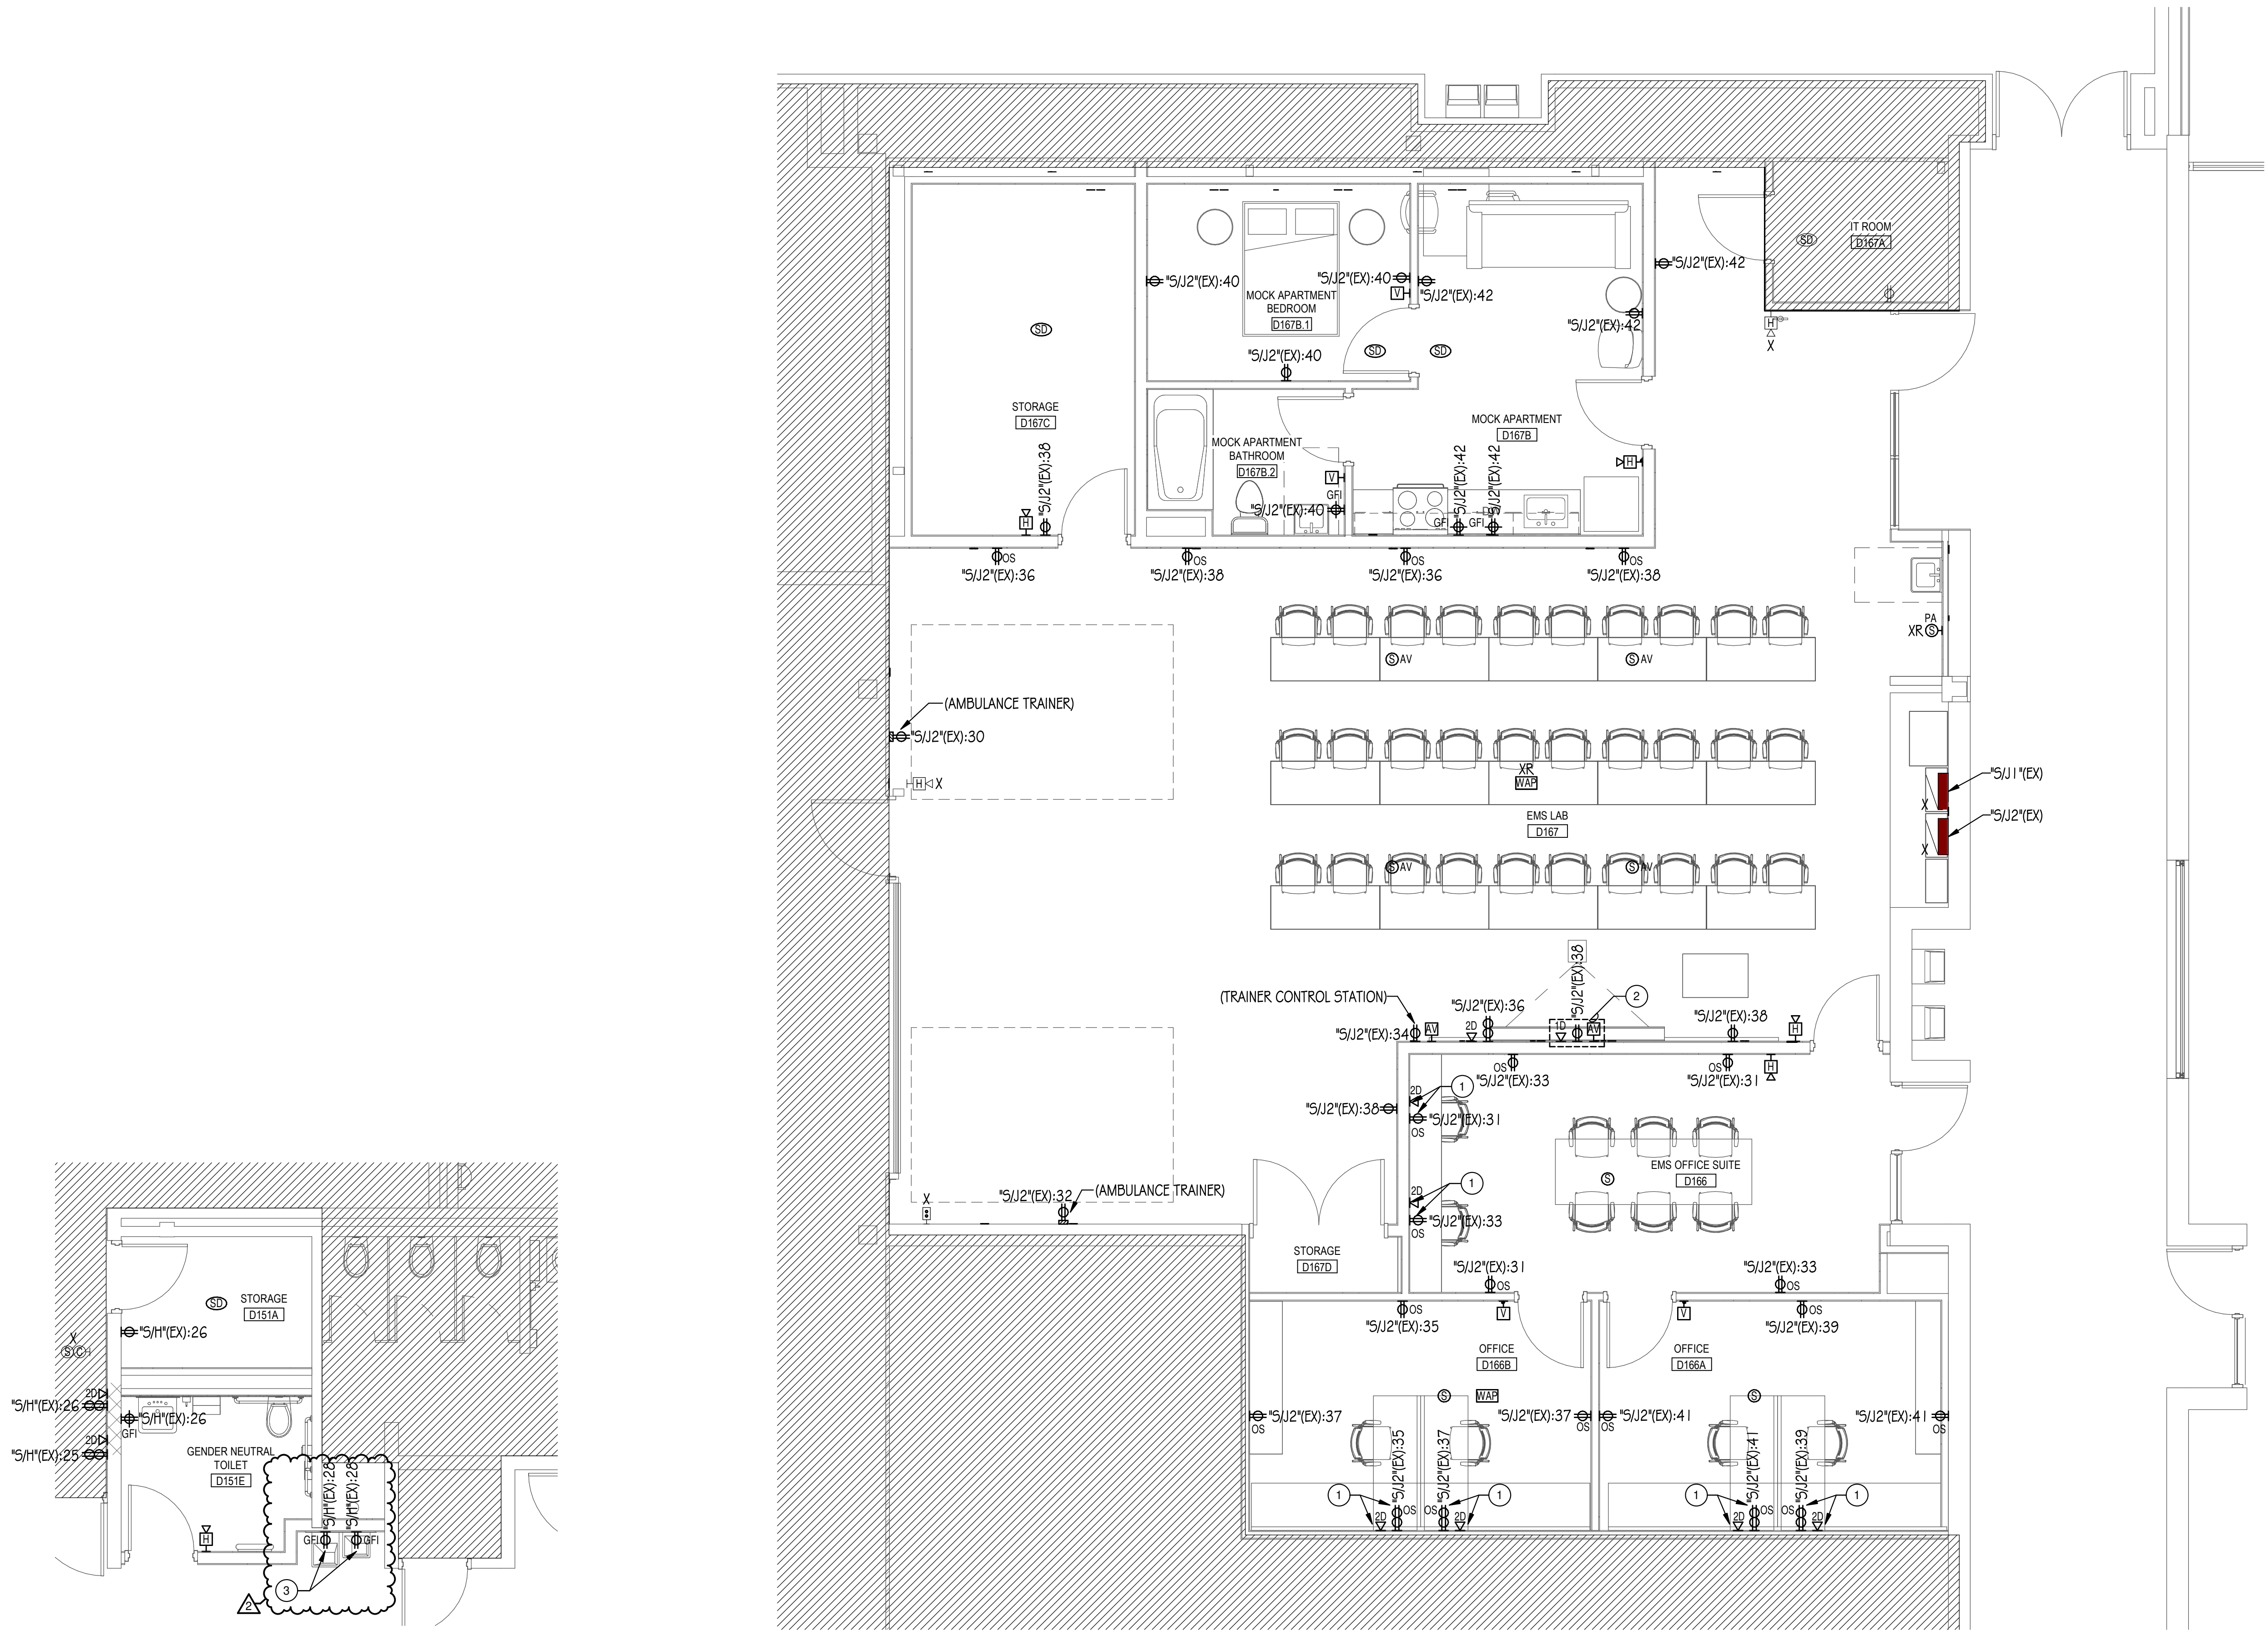 IT ROOM
D167A
SD
"S/J2"(EX):42
"S/J2"(EX):40
"S/J2"(EX):40
V
"S/J2"(EX):42
MOCK APARTMENT
BEDROOM
D167B.1
"S/J2"(EX):42
H
X
SD
"S/J2"(EX):40
SD
SD
STORAGE
D167C
MOCK APARTMENT
D167B
MOCK APARTMENT
BATHROOM
D167B.2
"S/J2"(EX):38
H
V
GFI
"S/J2"(EX):40
"S/J2"(EX):42
"S/J2"(EX):42
GFI
GFI
D
H
OS
"S/J2"(EX):36
OS
"S/J2"(EX):38
OS
"S/J2"(EX):36
OS
"S/J2"(EX):38
PA
XR S
S AV
S AV
(AMBULANCE TRAINER)
"S/J2"(EX):30
H X
XR
WAP
"S/J1"(EX)
X
"S/J2"(EX)
X
EMS LAB
D167
S AV
S AV
(TRAINER CONTROL STATION)
"S/J2"(EX):34
AV
2D
"S/J2"(EX):36
"S/J2"(EX):38
1D
AV
2
"S/J2"(EX):38
H
OS
"S/J2"(EX):33
OS
"S/J2"(EX):31
H
2D
1
"S/J2"(EX):38
"S/J2"(EX):31
OS
EMS OFFICE SUITE
D166
S
2D
1
"S/J2"(EX):33
OS
"S/J2"(EX):32
(AMBULANCE TRAINER)
X
STORAGE
D167D
"S/J2"(EX):31
OS
"S/J2"(EX):33
OS
OS
"S/J2"(EX):35
V
V
OS
"S/J2"(EX):39
OFFICE
D166B
OFFICE
D166A
S
WAP
S
"S/J2"(EX):37
OS
"S/J2"(EX):37
OS
"S/J2"(EX):41
OS
"S/J2"(EX):41
OS
"S/J2"(EX):35
"S/J2"(EX):37
"S/J2"(EX):41
"S/J2"(EX):39
1
2D
OS
OS
2D
1
1
2D
OS
OS
2D
1
SD
STORAGE
D151A
"S/H"(EX):26
X
S C
2D
"S/H"(EX):26
"S/H"(EX):26
GFI
2D
"S/H"(EX):25
GENDER NEUTRAL
TOILET
D151E
"S/H"(EX):28
"S/H"(EX):28
H
GFI
GFI
3
2